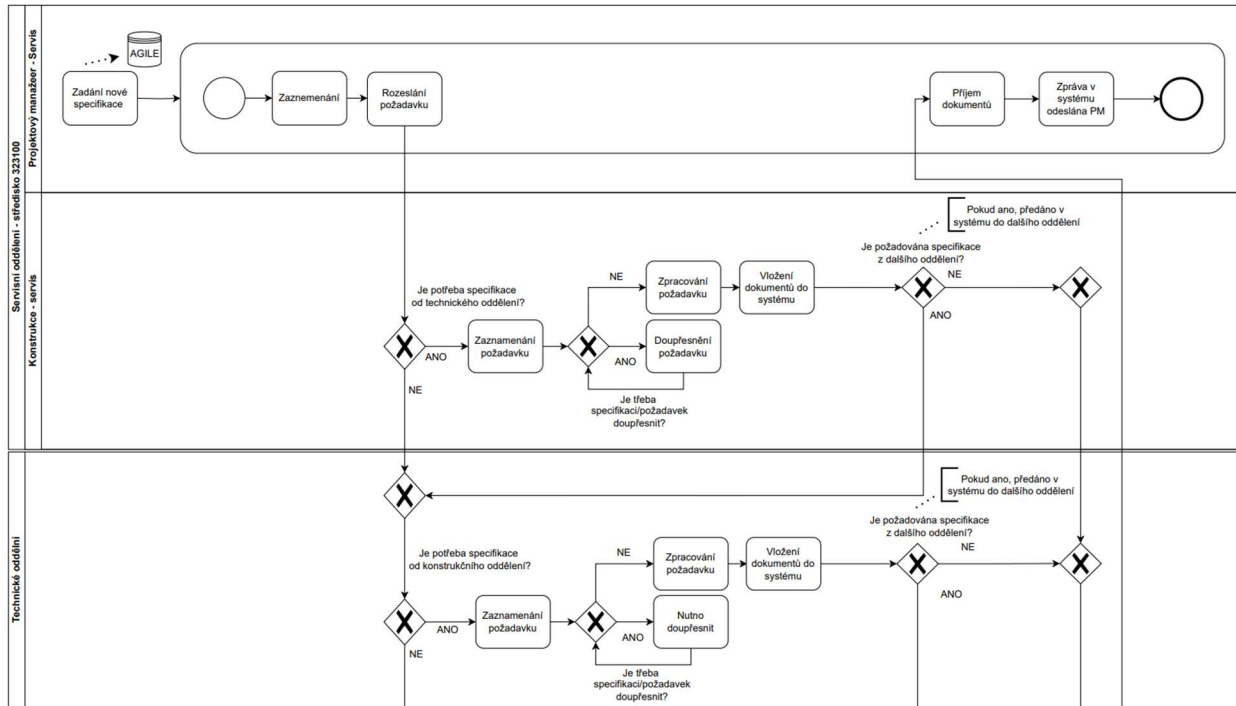 Servisní oddělení - středisko 323100
Projektový manažeer - Servis
AGILE
Zadání nové
specifikace
Zaznemenání
Rozeslání
požadavku
Příjem
dokumentů
Zpráva v
systému
odeslána PM
Konstrukce - servis
Pokud ano, předáno v
systému do dalšího oddělení
Je požadována specifikace
z dalšího oddělení?
NE
ANO
Je potřeba specifikace
od technického oddělení?
NE
Zpracování
požadavku
Vložení
dokumentů do
systému
ANO
Zaznamenání
požadavku
ANO
Doupřesnění
požadavku
NE
Je třeba
specifikaci/požadavek
doupřesnit?
Technické odděln
Pokud ano, předáno v
systému do dalšího oddělení
Je požadována specifikace
z dalšího oddělení?
NE
ANO
Je potřeba specifikace
od konstrukčního oddělení?
NE
Zpracování
požadavku
Vložení
dokumentů do
systému
ANO
Zaznamenání
požadavku
ANO
Nutno
doupřesnit
NE
Je třeba
specifikaci/požadavek
doupřesnit?